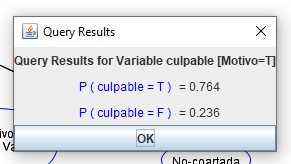 Query Results
Query Results for Variable culpable [Motivo=T]
P ( culpable = T ) = 0.764
P ( culpable = F ) = 0.236
OK
No-coartada